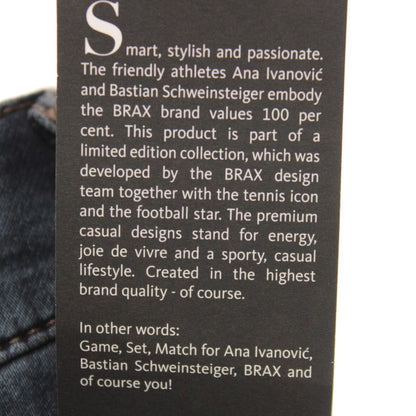 Smart, stylish and passionate.
The friendly athletes Ana Ivanović
and Bastian Schweinsteiger embody
the BRAX brand values 100 per
cent. This product is part of a
limited edition collection, which was
developed by the BRAX design
team together with the tennis icon
and the football star. The premium
casual designs stand for energy,
joie de vivre and a sporty, casual
lifestyle. Created in the highest
brand quality - of course.
In other words:
Game, Set, Match for Ana Ivanović,
Bastian Schweinsteiger, BRAX and
of course you!